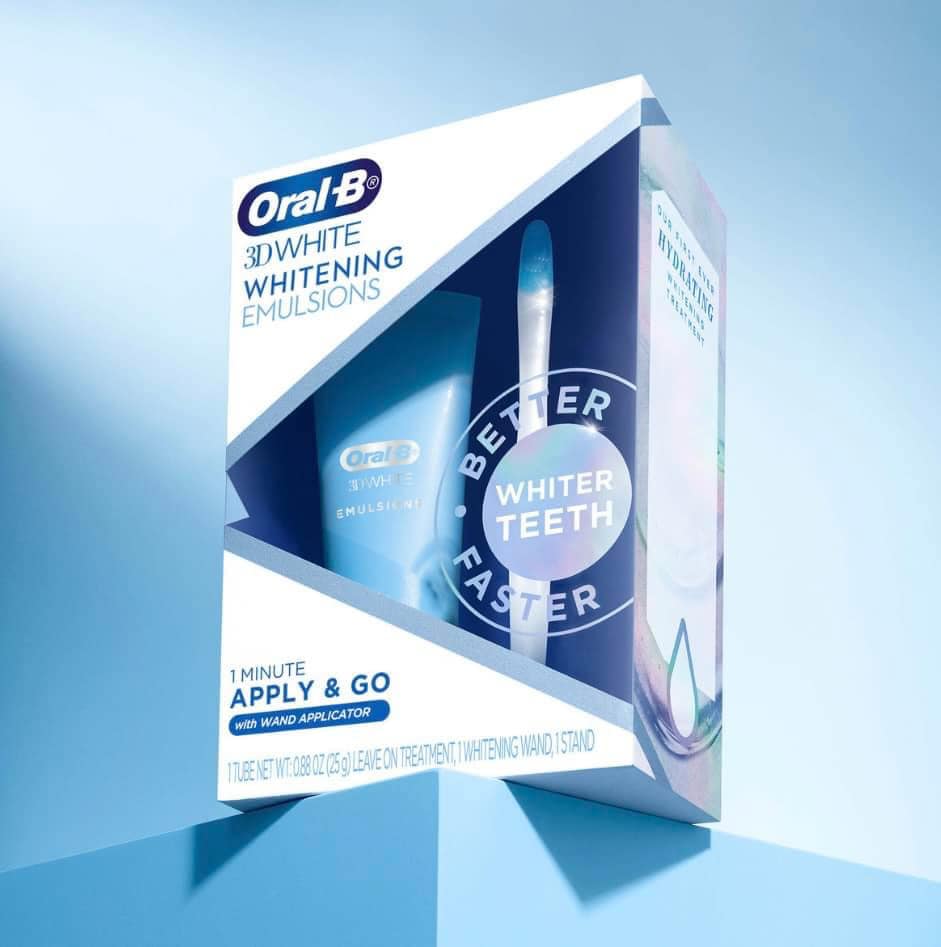 Oral-B®
3D WHITE
WHITENING
EMULSIONS
Oral-B
3D WHITE
EMULSIONS
BETTER
WHITER
TEETH
FASTER
1 MINUTE
APPLY & GO
with WAND APPLICATOR
1 TUBE NET WT: 0.88 OZ (25 g) LEAVE ON TREATMENT, 1 WHITENING WAND, 1 STAND
OUR FIRST EVER
HYDRATING
WHITENING
TREATMENT